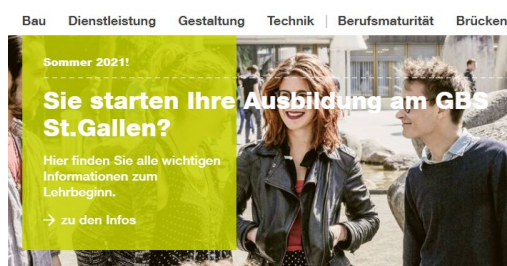 Bau Dienstleistung Gestaltung Technik Berufsmaturität Brücken
Sommer 2021!
Sie starten Ihre Ausbildung am GBS
St.Gallen?
Hier finden Sie alle wichtigen
Informationen zum
Lehrbeginn.
→ zu den Infos